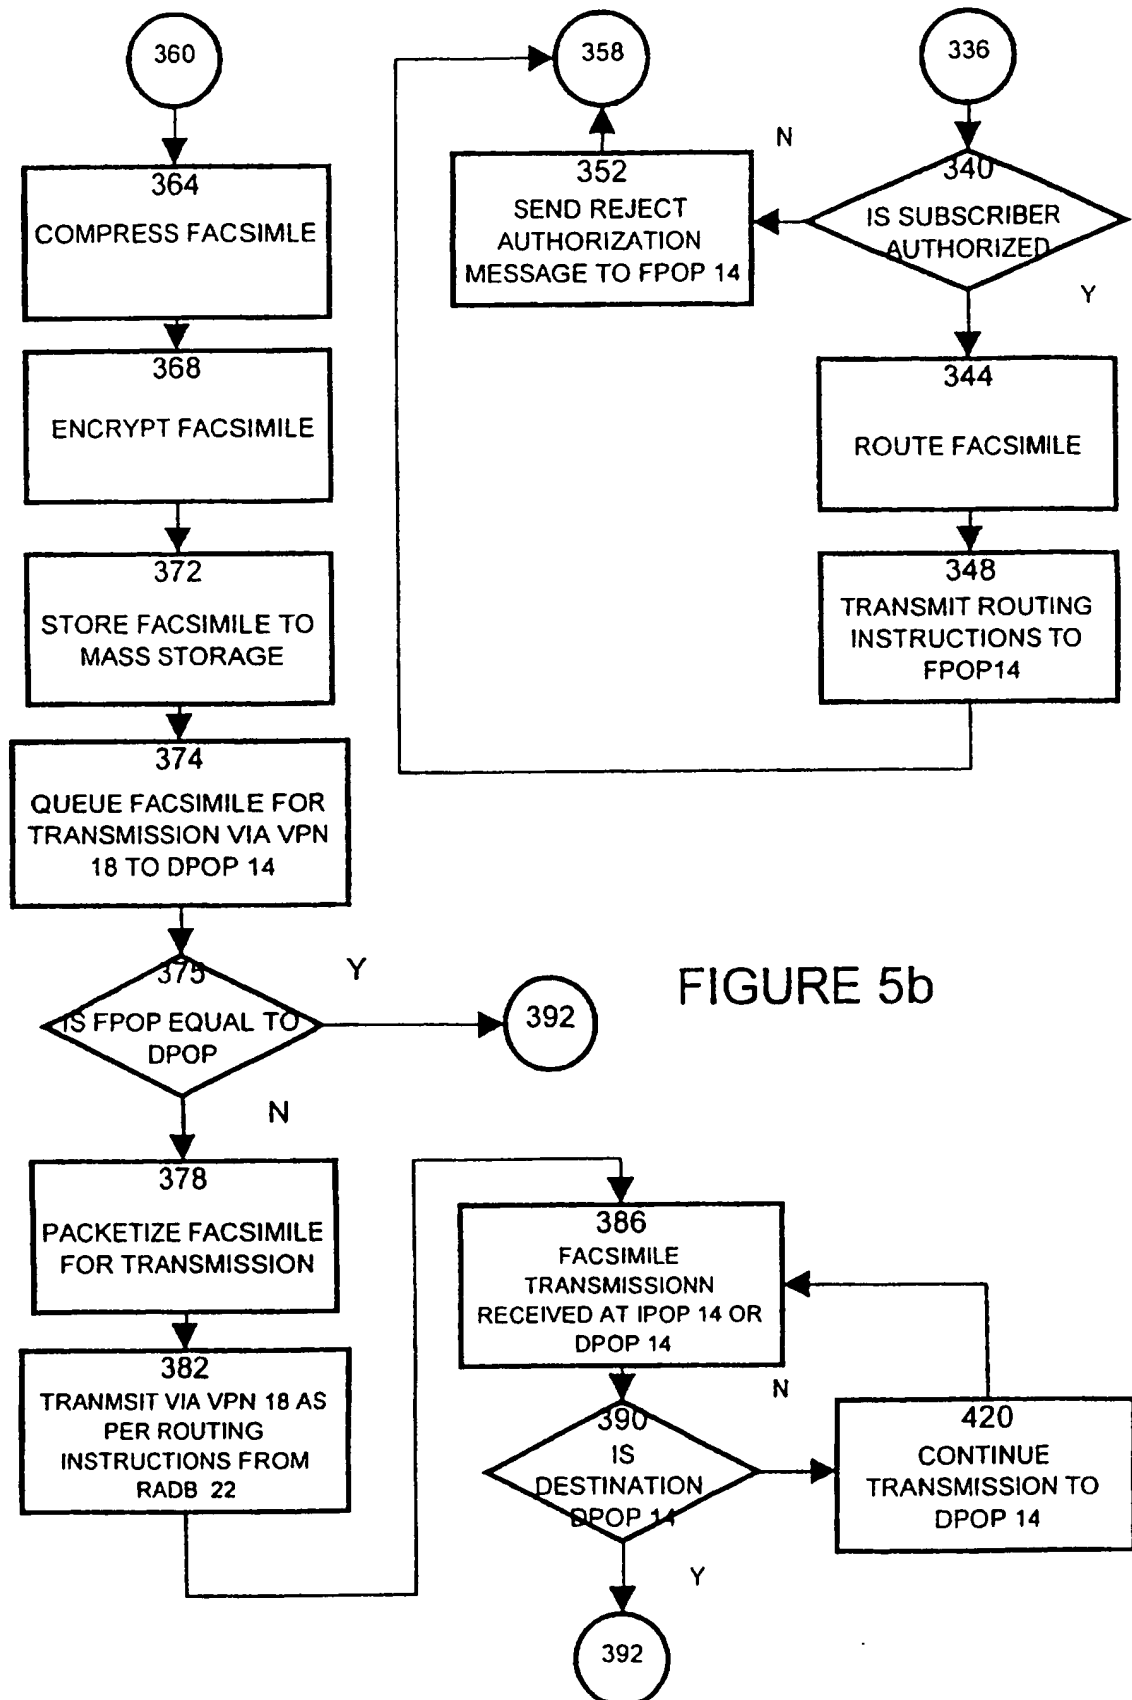 360
364
COMPRESS FACSIMLE
368
ENCRYPT FACSIMILE
372
STORE FACSIMILE TO
MASS STORAGE
374
QUEUE FACSIMILE FOR
TRANSMISSION VIA VPN
18 TO DPOP 14
375
IS FPOP EQUAL TO
DPOP
Y
392
N
378
PACKETIZE FACSIMILE
FOR TRANSMISSION
382
TRANMSIT VIA VPN 18 AS
PER ROUTING
INSTRUCTIONS FROM
RADB 22
358
352
SEND REJECT
AUTHORIZATION
MESSAGE TO FPOP 14
N
336
340
IS SUBSCRIBER
AUTHORIZED
Y
344
ROUTE FACSIMILE
348
TRANSMIT ROUTING
INSTRUCTIONS TO
FPOP14
FIGURE 5b
386
FACSIMILE
TRANSMISSIONN
RECEIVED AT IPOP 14 OR
DPOP 14
390
IS
DESTINATION
DPOP 14
N
420
CONTINUE
TRANSMISSION TO
DPOP 14
Y
392